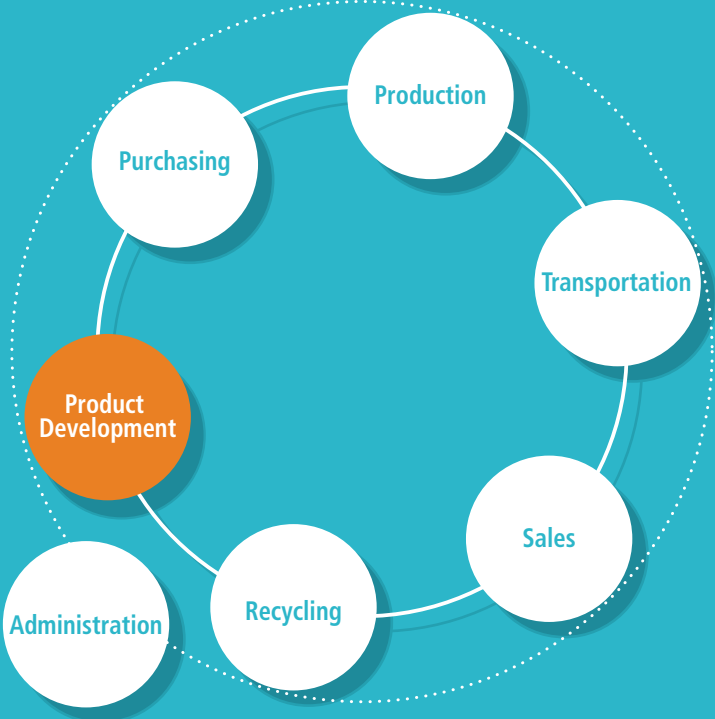 Production
Purchasing
Transportation
Product
Development
Sales
Recycling
Administration